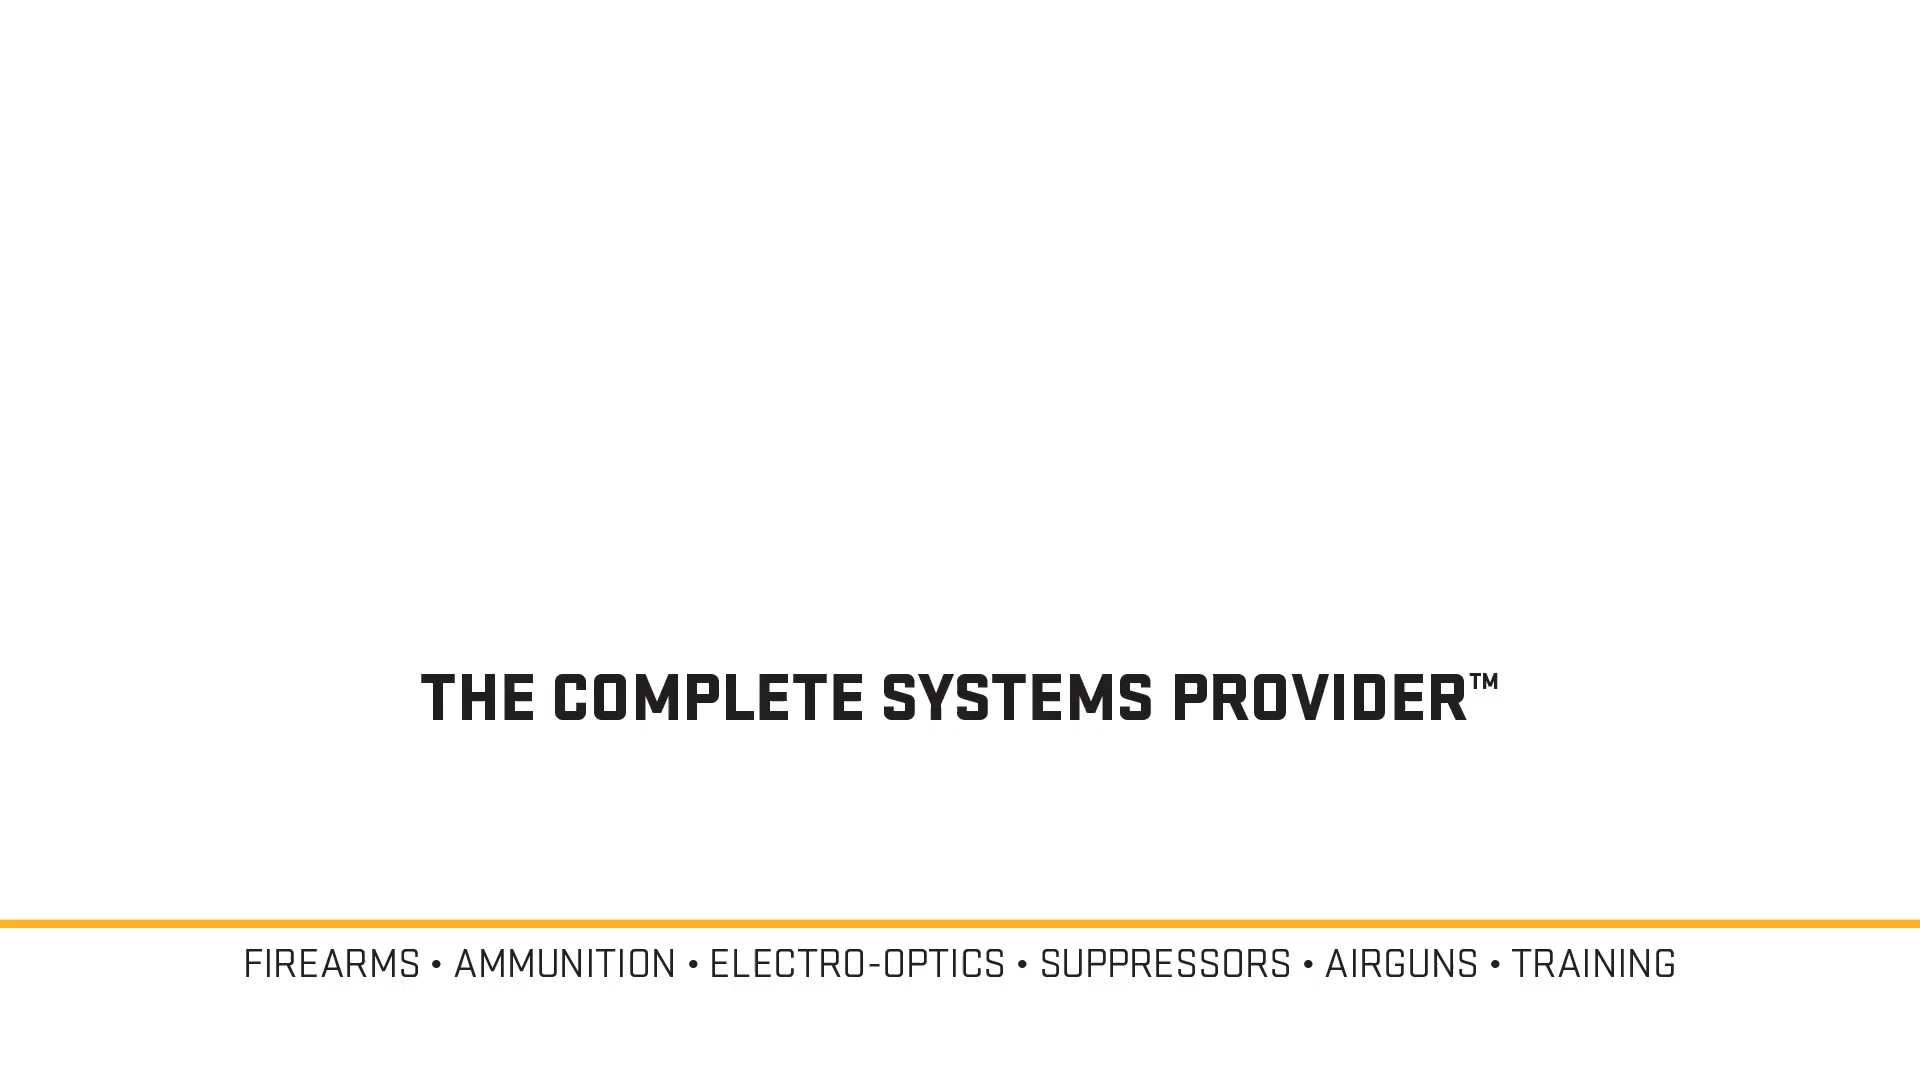 THE COMPLETE SYSTEMS PROVIDER™
FIREARMS • AMMUNITION • ELECTRO-OPTICS • SUPPRESSORS • AIRGUNS • TRAINING